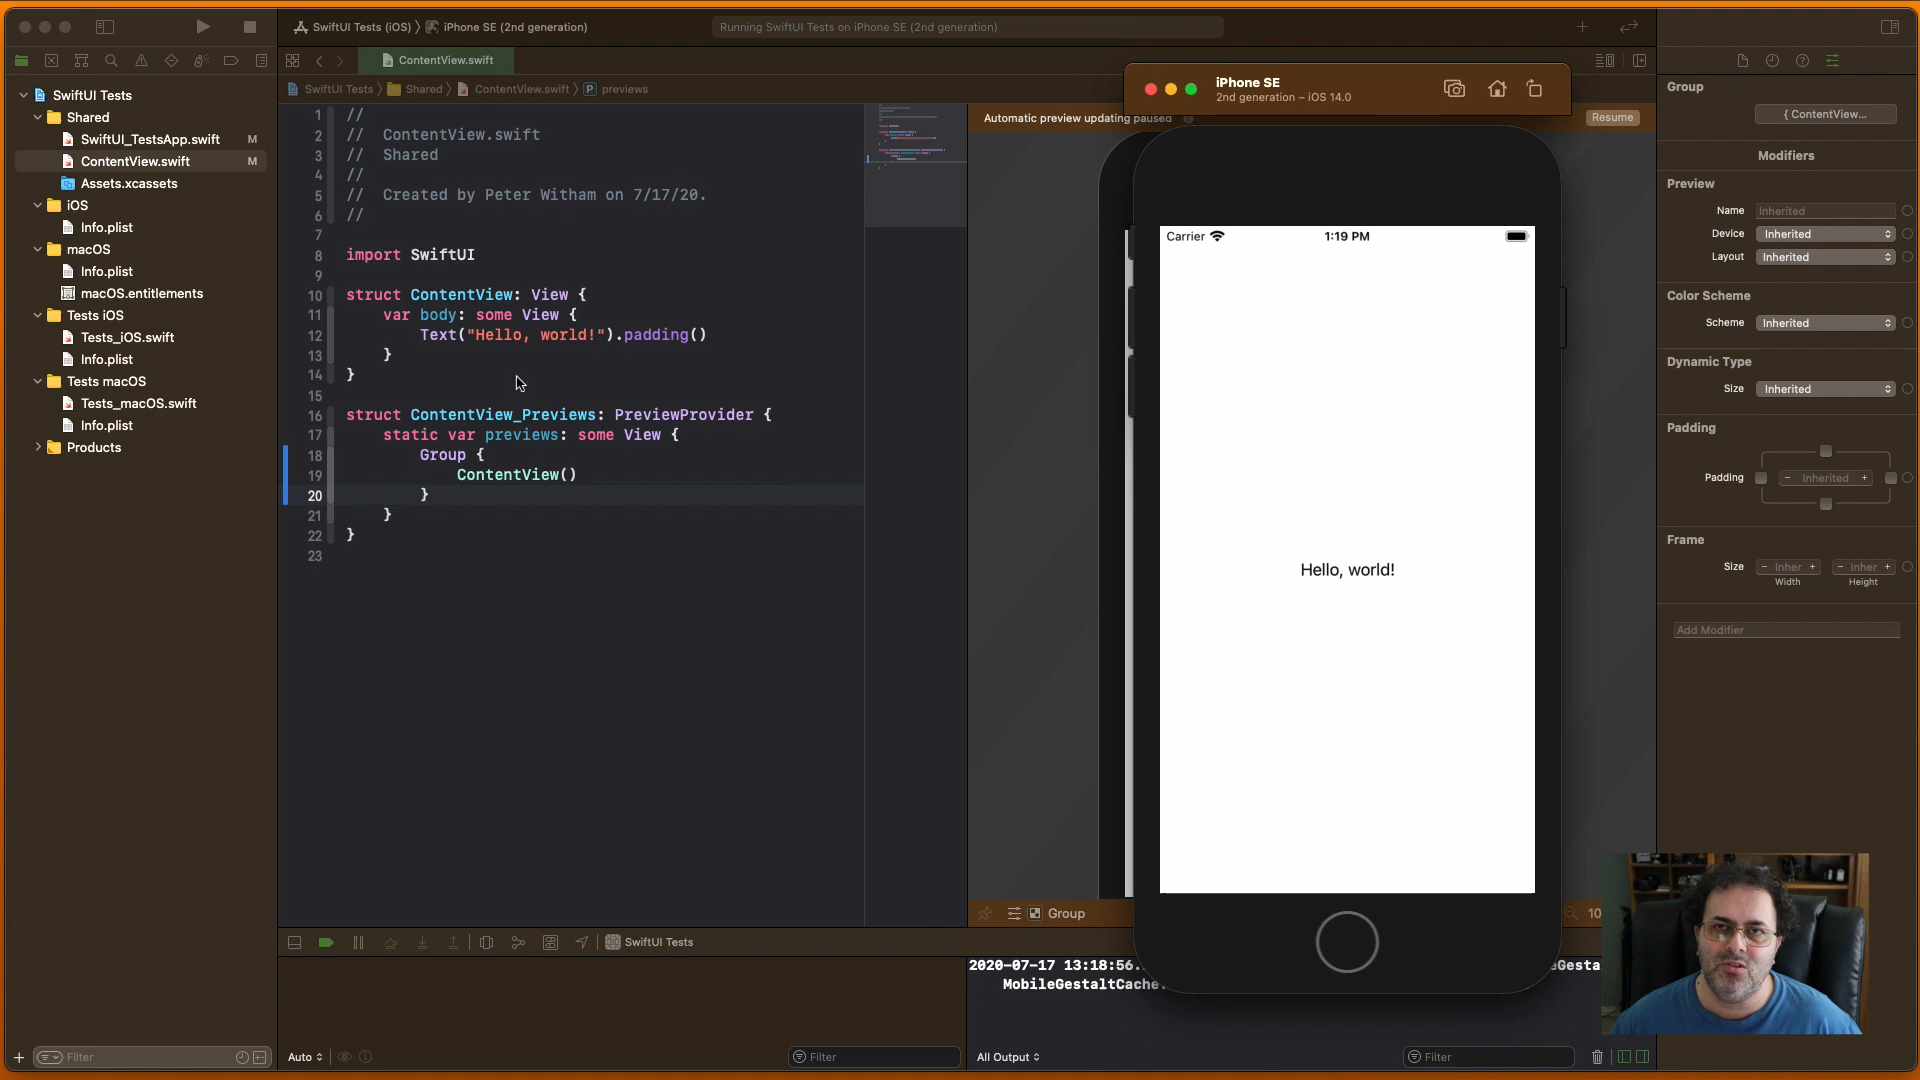 SwiftUI Tests (iOS) 〉 iPhone SE (2nd generation)
Running SwiftUI Tests on iPhone SE (2nd generation)
ContentView.swift
SwiftUI Tests 〉 Shared 〉 ContentView.swift 〉 P previews
SwiftUI Tests
Shared
SwiftUI_TestsApp.swift M
ContentView.swift M
Assets.xcassets
iOS
Info.plist
macOS
Info.plist
macOS.entitlements
Tests iOS
Tests_iOS.swift
Info.plist
Tests macOS
Tests_macOS.swift
Info.plist
Products
Filter
1 //
2 // ContentView.swift
3 // Shared
4 //
5 // Created by Peter Witham on 7/17/20.
6 //
7
8 import SwiftUI
9
10 struct ContentView: View {
11 var body: some View {
12 Text("Hello, world!").padding()
13 }
14 }
15
16 struct ContentView_Previews: PreviewProvider {
17 static var previews: some View {
18 Group {
19 ContentView()
20 }
21 }
22 }
23
Automatic preview updating paused
Resume
iPhone SE
2nd generation – iOS 14.0
Carrier 1:19 PM
Hello, world!
Group
10
SwiftUI Tests
2020-07-17 13:18:56.
MobileGestaltCache.
Auto
Filter
All Output
Filter
Group
{ ContentView...
Modifiers
Preview
Name Inherited
Device Inherited
Layout Inherited
Color Scheme
Scheme Inherited
Dynamic Type
Size Inherited
Padding
Padding − Inherited +
Frame
Size − Inher + − Inher +
Width Height
Add Modifier